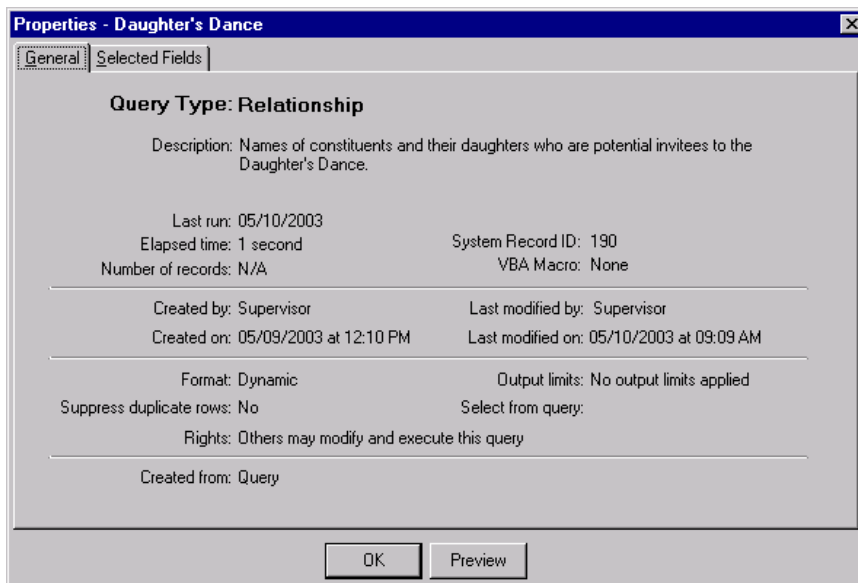 Properties - Daughter's Dance
General
Selected Fields
Query Type: Relationship
Description: Names of constituents and their daughters who are potential invitees to the
Daughter's Dance.
Last run: 05/10/2003
Elapsed time: 1 second
System Record ID: 190
Number of records: N/A
VBA Macro: None
Created by: Supervisor
Last modified by: Supervisor
Created on: 05/09/2003 at 12:10 PM
Last modified on: 05/10/2003 at 09:09 AM
Format: Dynamic
Output limits: No output limits applied
Suppress duplicate rows: No
Select from query:
Rights: Others may modify and execute this query
Created from: Query
OK
Preview